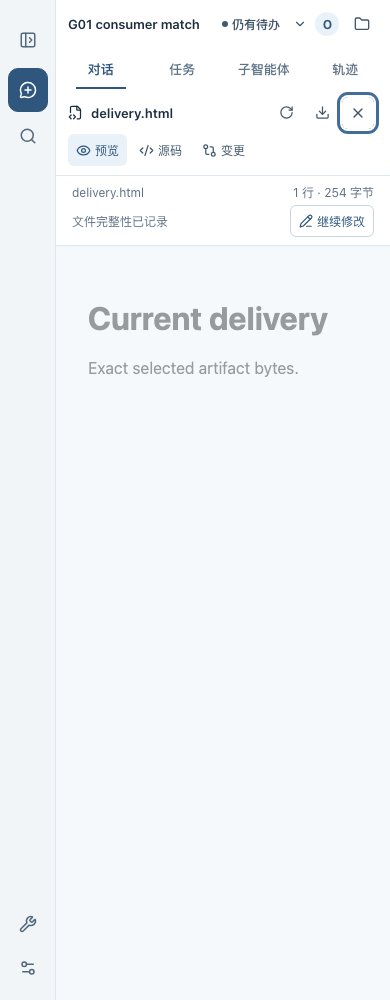 G01 consumer match 仍有待办 O
对话 任务 子智能体 轨迹
delivery.html
预览 源码 变更
delivery.html 1 行 · 254 字节
文件完整性已记录 继续修改
Current delivery
Exact selected artifact bytes.